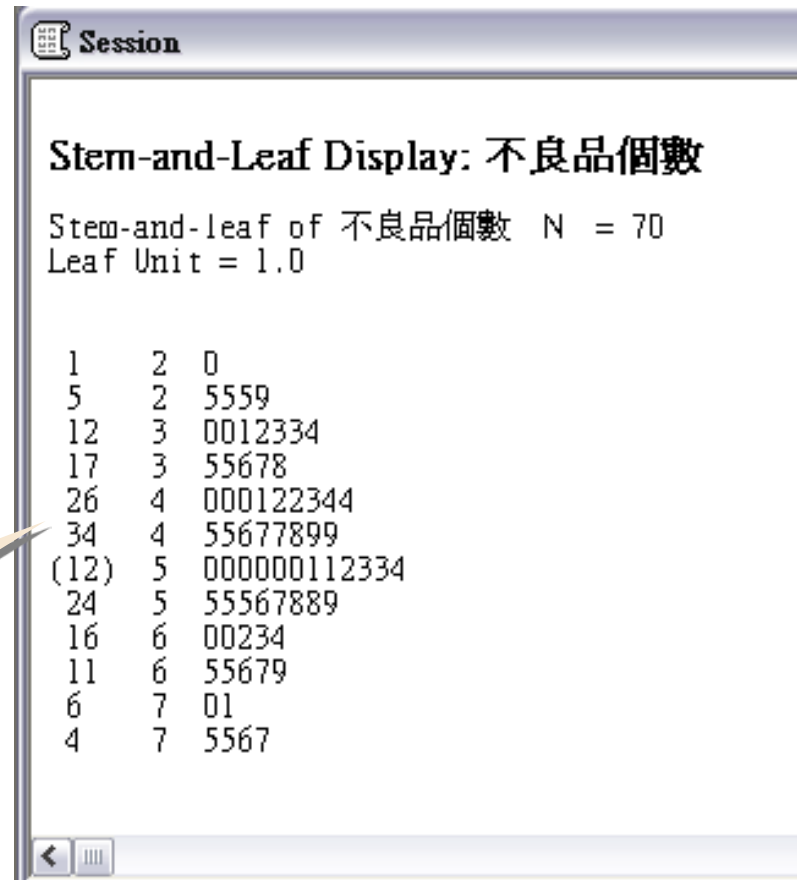 Session
Stem-and-Leaf Display: 不良品個數
Stem-and-leaf of 不良品個數 N = 70
Leaf Unit = 1.0
1 2 0
5 2 5559
12 3 0012334
17 3 55678
26 4 000122344
34 4 55677899
(12) 5 000000112334
24 5 55567889
16 6 00234
11 6 55679
6 7 01
4 7 5567